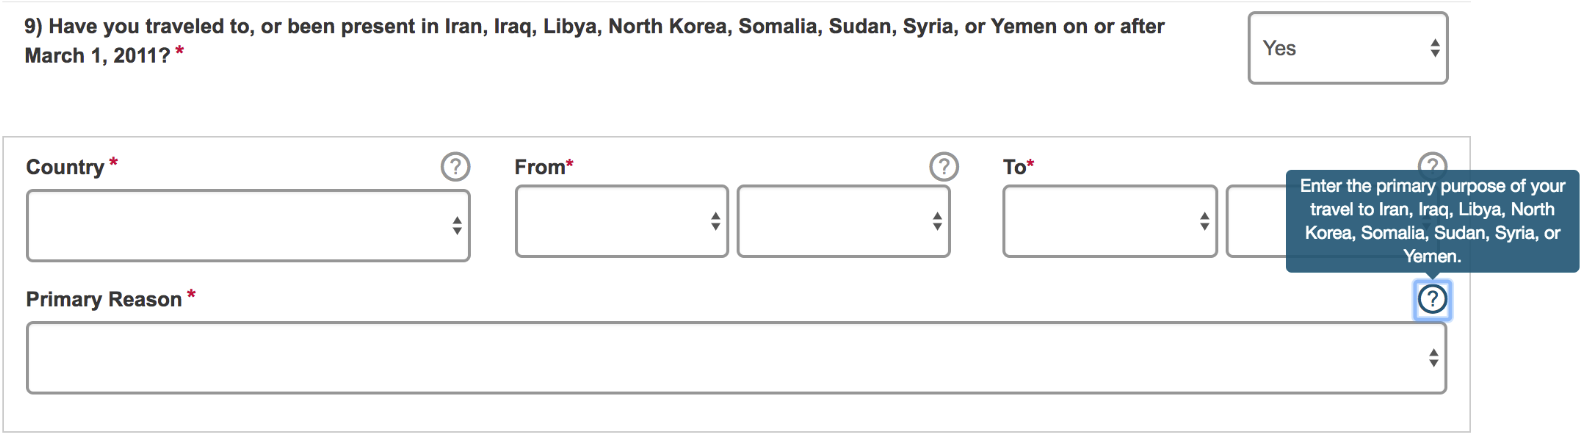 9) Have you traveled to, or been present in Iran, Iraq, Libya, North Korea, Somalia, Sudan, Syria, or Yemen on or after
March 1, 2011? *
Yes
Country * ?
From* ?
To* ?
Enter the primary purpose of your
travel to Iran, Iraq, Libya, North
Korea, Somalia, Sudan, Syria, or
Yemen.
Primary Reason * ?